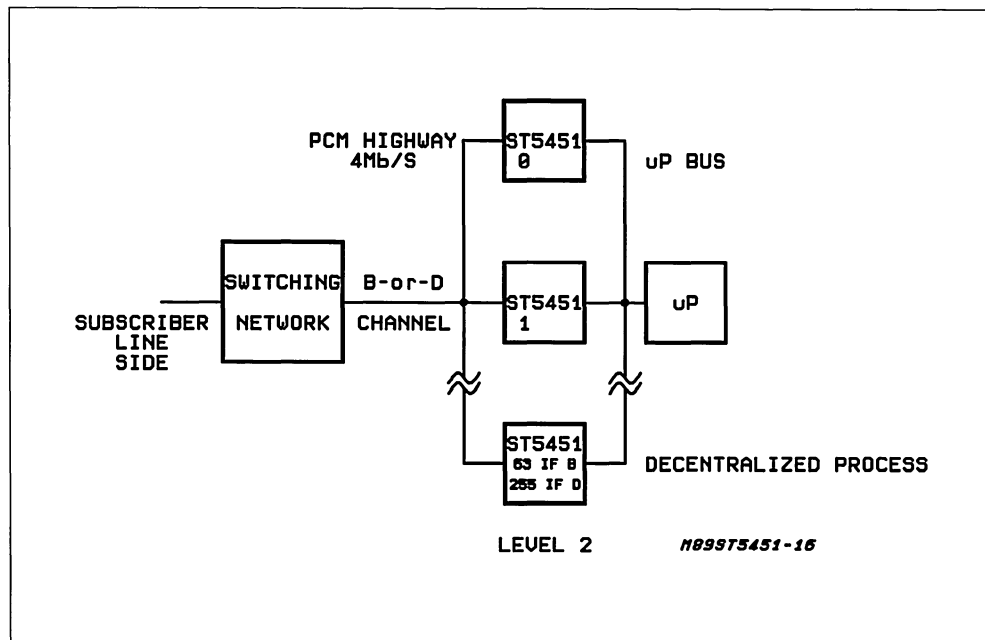 PCM HIGHWAY
4Mb/S
ST5451
0
uP BUS
SWITCHING
NETWORK
B-or-D
CHANNEL
ST5451
1
uP
SUBSCRIBER
LINE
SIDE
ST5451
63 IF B
255 IF D
DECENTRALIZED PROCESS
LEVEL 2
M89ST5451-16